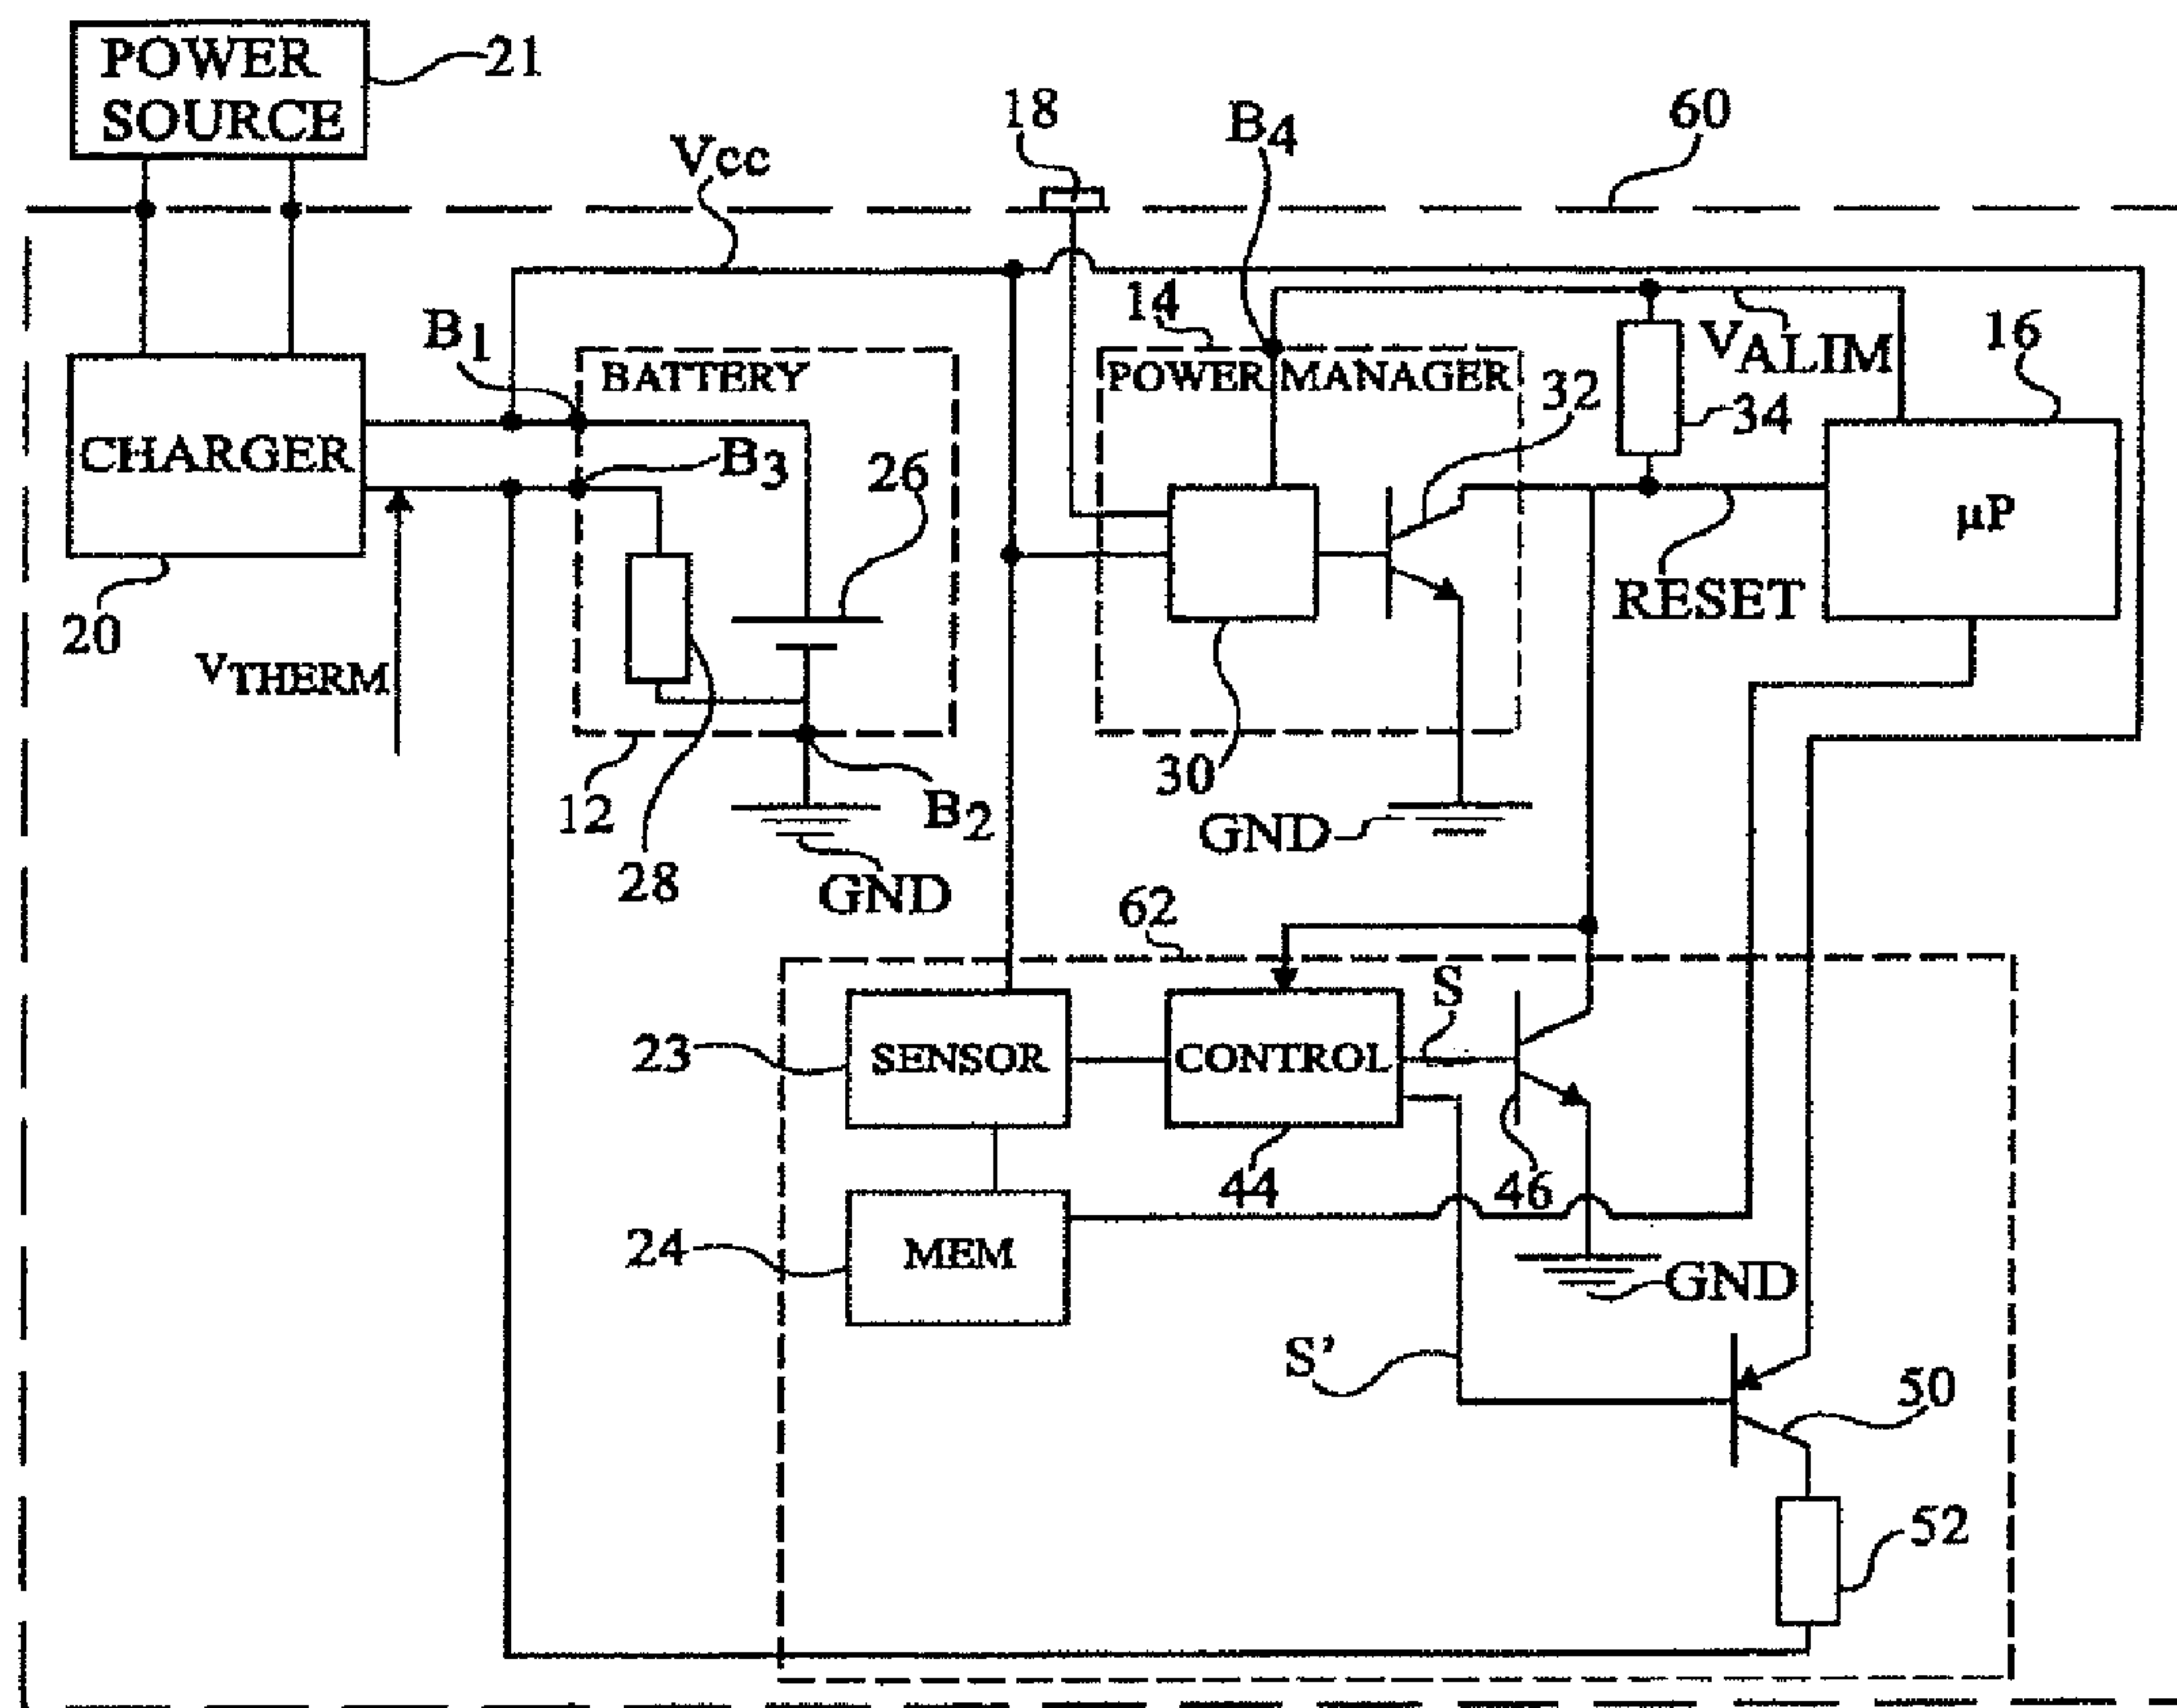 POWER
SOURCE
21
Vcc
18
B4
60
B1
BATTERY
14
POWER MANAGER
32
VALIM
34
16
CHARGER
B3
26
µP
20
VTHERM
RESET
12
28
B2
GND
30
GND
62
23
SENSOR
CONTROL
S
44
46
24
MEM
GND
S'
50
52